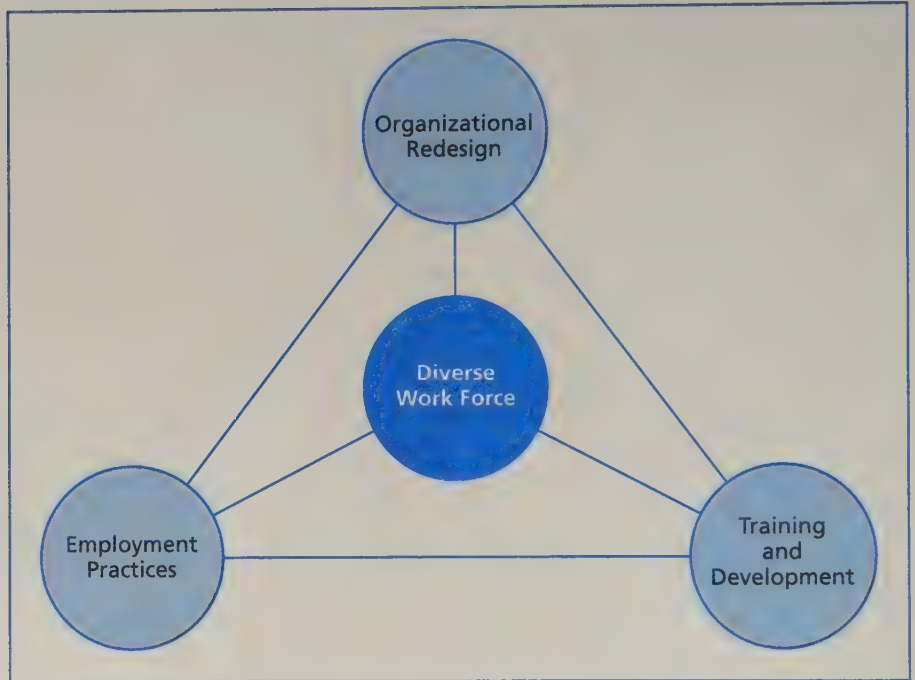 Organizational
Redesign
Diverse
Work Force
Employment
Practices
Training
and
Development